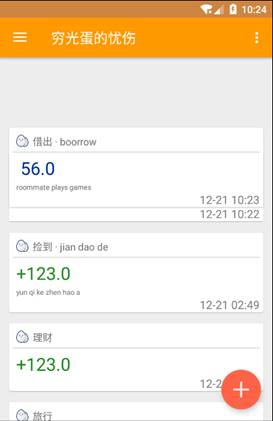 10:24
穷光蛋的忧伤
借出 · boorrow
56.0
roommate plays games
12-21 10:23
12-21 10:22
捡到 · jian dao de
+123.0
yun qi ke zhen hao a
12-21 02:49
理财
+123.0
12-2
旅行